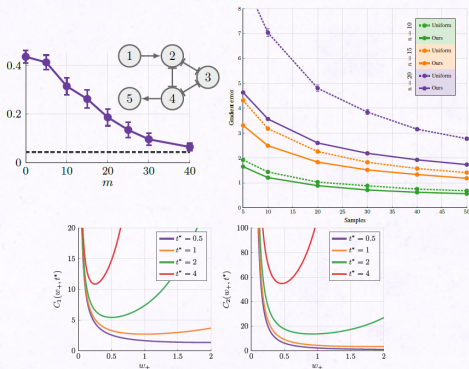 0.4
0.2
0
0 10 20 30 40
m
1 2 3 4 5
8
7
6
5
4
3
2
1
0
Gradient error
5 10 20 30 40 50
Samples
n = 10
Uniform
Ours
n = 15
Uniform
Ours
n = 20
Uniform
Ours
20
15
10
5
0
C₁(w₊, t*)
0 0.5 1 1.5 2
w₊
t* = 0.5
t* = 1
t* = 2
t* = 4
100
80
60
40
20
0
C₂(w₊, t*)
0 0.5 1 1.5 2
w₊
t* = 0.5
t* = 1
t* = 2
t* = 4